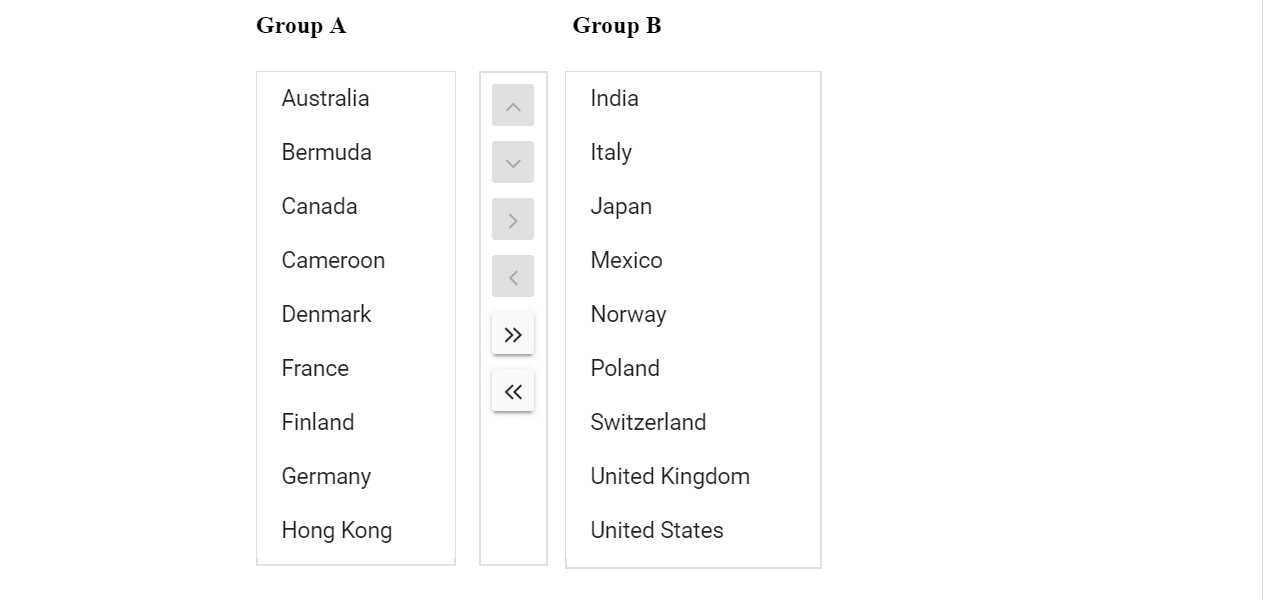 Group A
Group B
Australia
Bermuda
Canada
Cameroon
Denmark
France
Finland
Germany
Hong Kong
India
Italy
Japan
Mexico
Norway
Poland
Switzerland
United Kingdom
United States